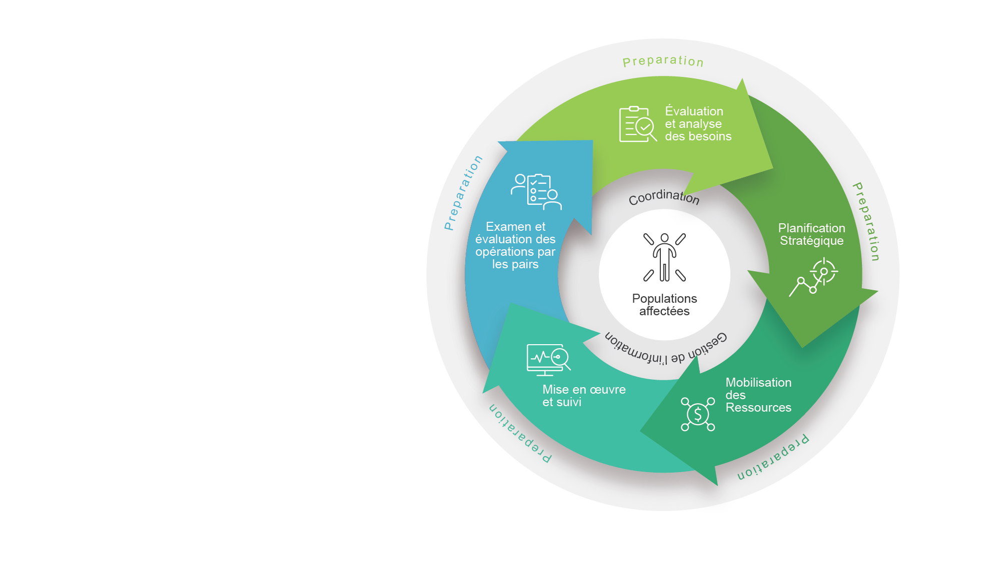 Preparation
Évaluation
et analyse
des besoins
Preparation
Planification
Stratégique
Preparation
Mobilisation
des
Ressources
Preparation
Mise en œuvre
et suivi
Preparation
Examen et
évaluation des
opérations par
les pairs
Coordination
Populations
affectées
Gestion de l’information
$